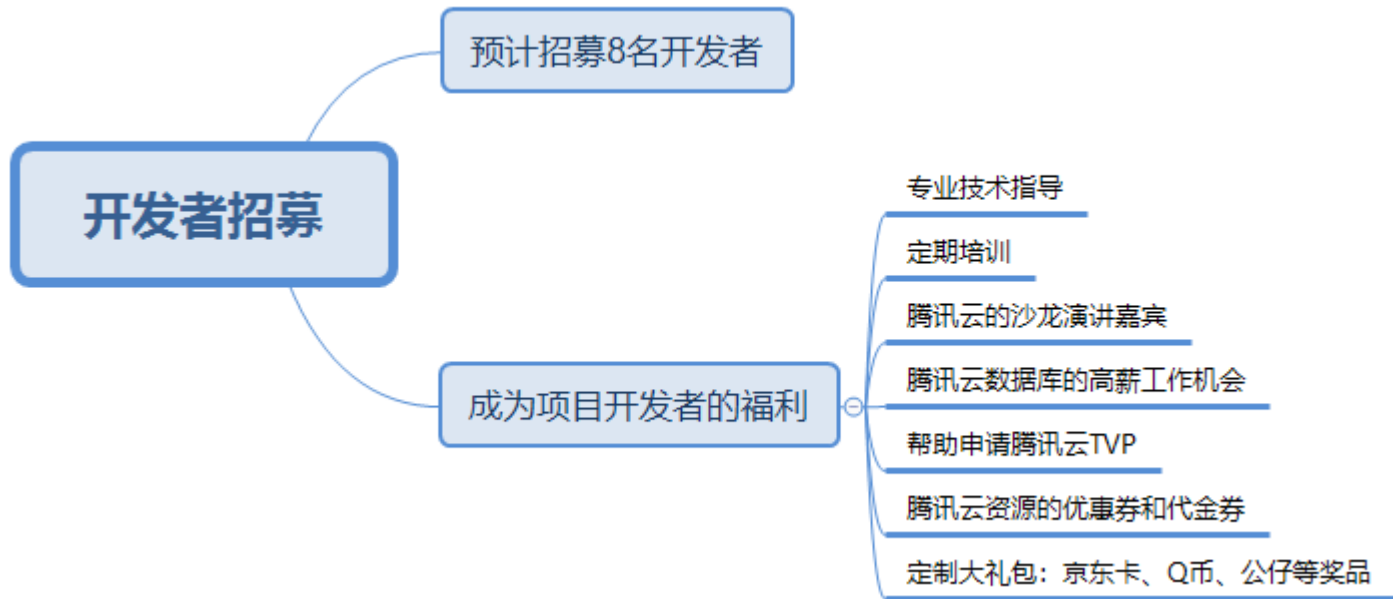 预计招募8名开发者
开发者招募
成为项目开发者的福利
专业技术指导
定期培训
腾讯云的沙龙演讲嘉宾
腾讯云数据库的高薪工作机会
帮助申请腾讯云TVP
腾讯云资源的优惠券和代金券
定制大礼包：京东卡、Q币、公仔等奖品